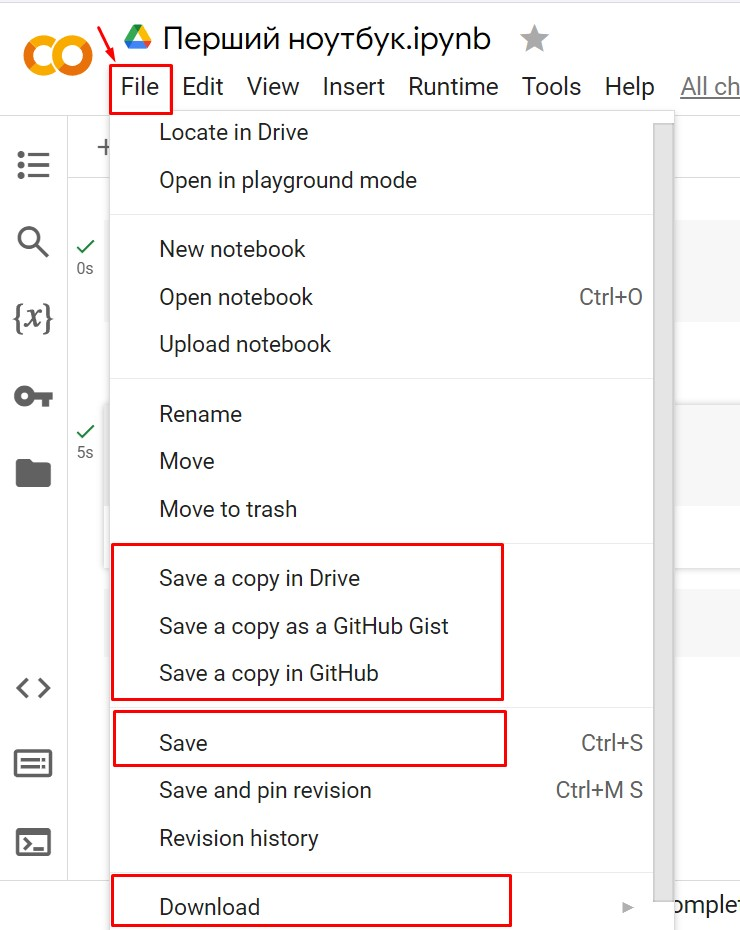 Перший ноутбук.ipynb
File Edit View Insert Runtime Tools Help All ch
Locate in Drive
Open in playground mode
New notebook
0s
Open notebook Ctrl+O
Upload notebook
Rename
5s
Move
Move to trash
Save a copy in Drive
Save a copy as a GitHub Gist
Save a copy in GitHub
Save Ctrl+S
Save and pin revision Ctrl+M S
Revision history
Download omple